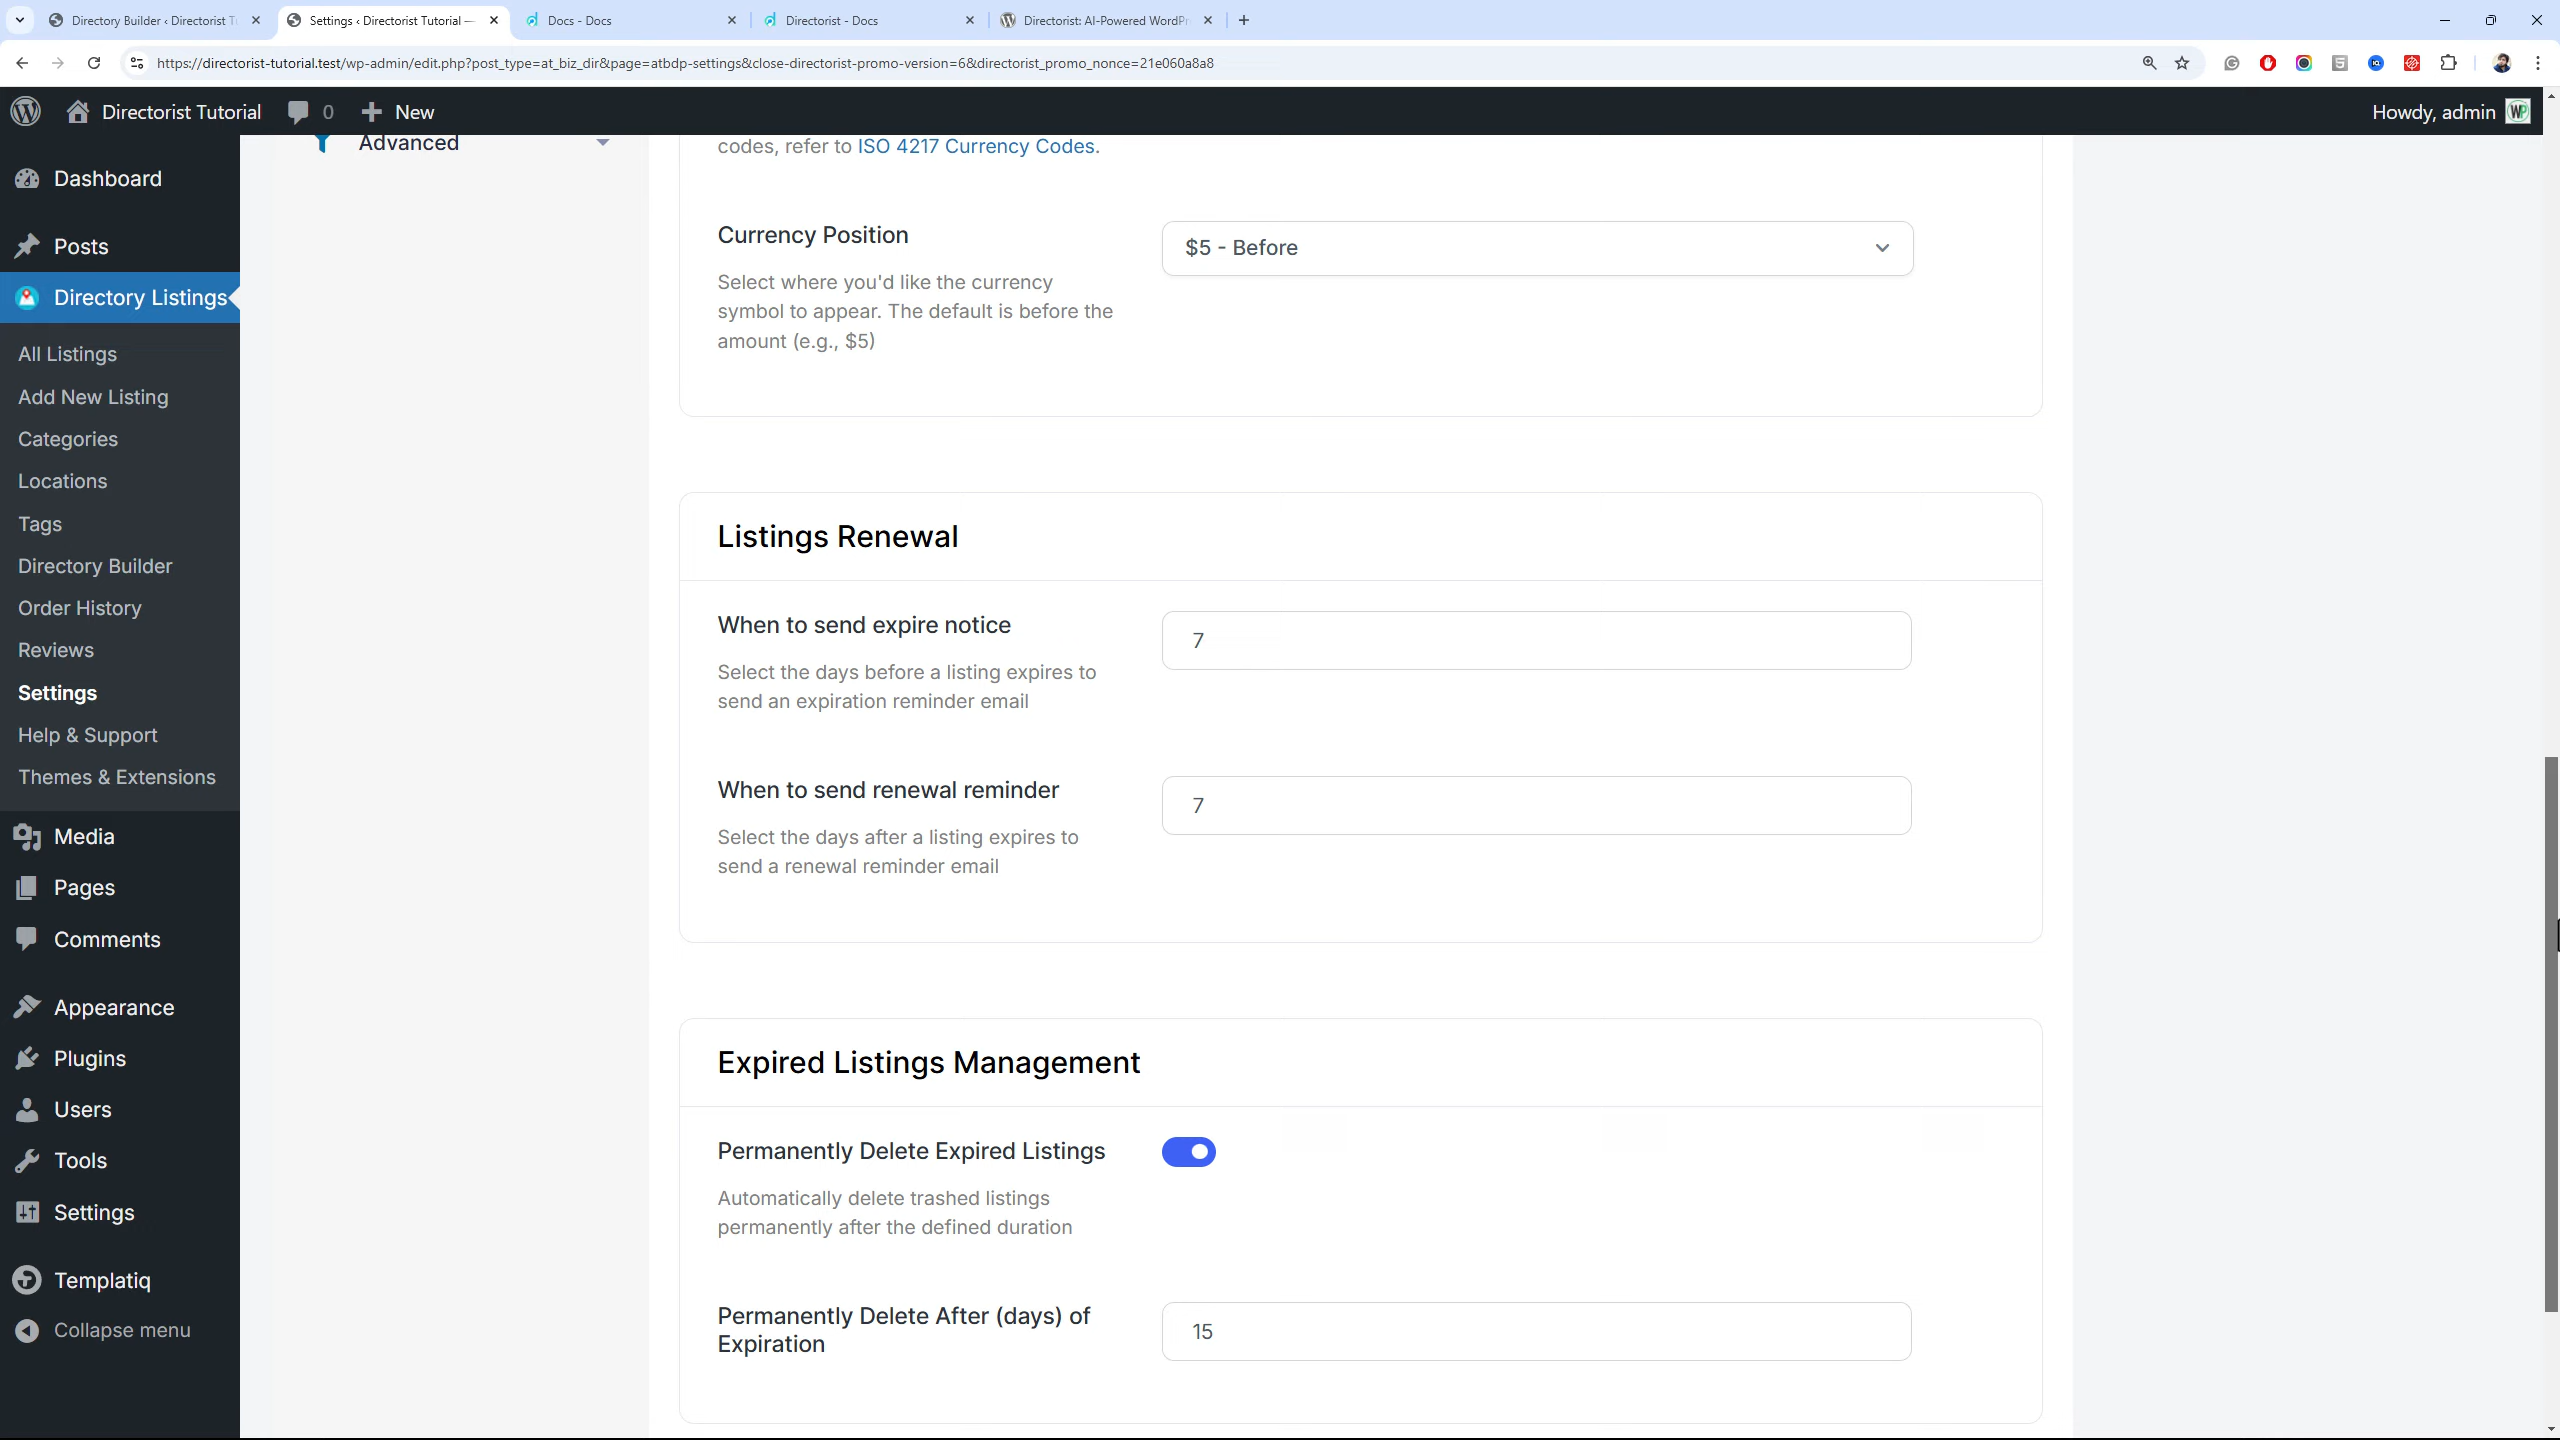 Directory Builder ‹ Directorist T
Settings ‹ Directorist Tutorial —
Docs - Docs
Directorist - Docs
Directorist: AI-Powered WordPr
https://directorist-tutorial.test/wp-admin/edit.php?post_type=at_biz_dir&page=atbdp-settings&close-directorist-promo-version=6&directorist_promo_nonce=21e060a8a8
Directorist Tutorial
0
New
Howdy, admin
Dashboard
Posts
Directory Listings
All Listings
Add New Listing
Categories
Locations
Tags
Directory Builder
Order History
Reviews
Settings
Help & Support
Themes & Extensions
Media
Pages
Comments
Appearance
Plugins
Users
Tools
Settings
Templatiq
Collapse menu
Advanced
codes, refer to ISO 4217 Currency Codes.
Currency Position
$5 - Before
Select where you'd like the currency
symbol to appear. The default is before the
amount (e.g., $5)
Listings Renewal
When to send expire notice
7
Select the days before a listing expires to
send an expiration reminder email
When to send renewal reminder
7
Select the days after a listing expires to
send a renewal reminder email
Expired Listings Management
Permanently Delete Expired Listings
Automatically delete trashed listings
permanently after the defined duration
Permanently Delete After (days) of
Expiration
15